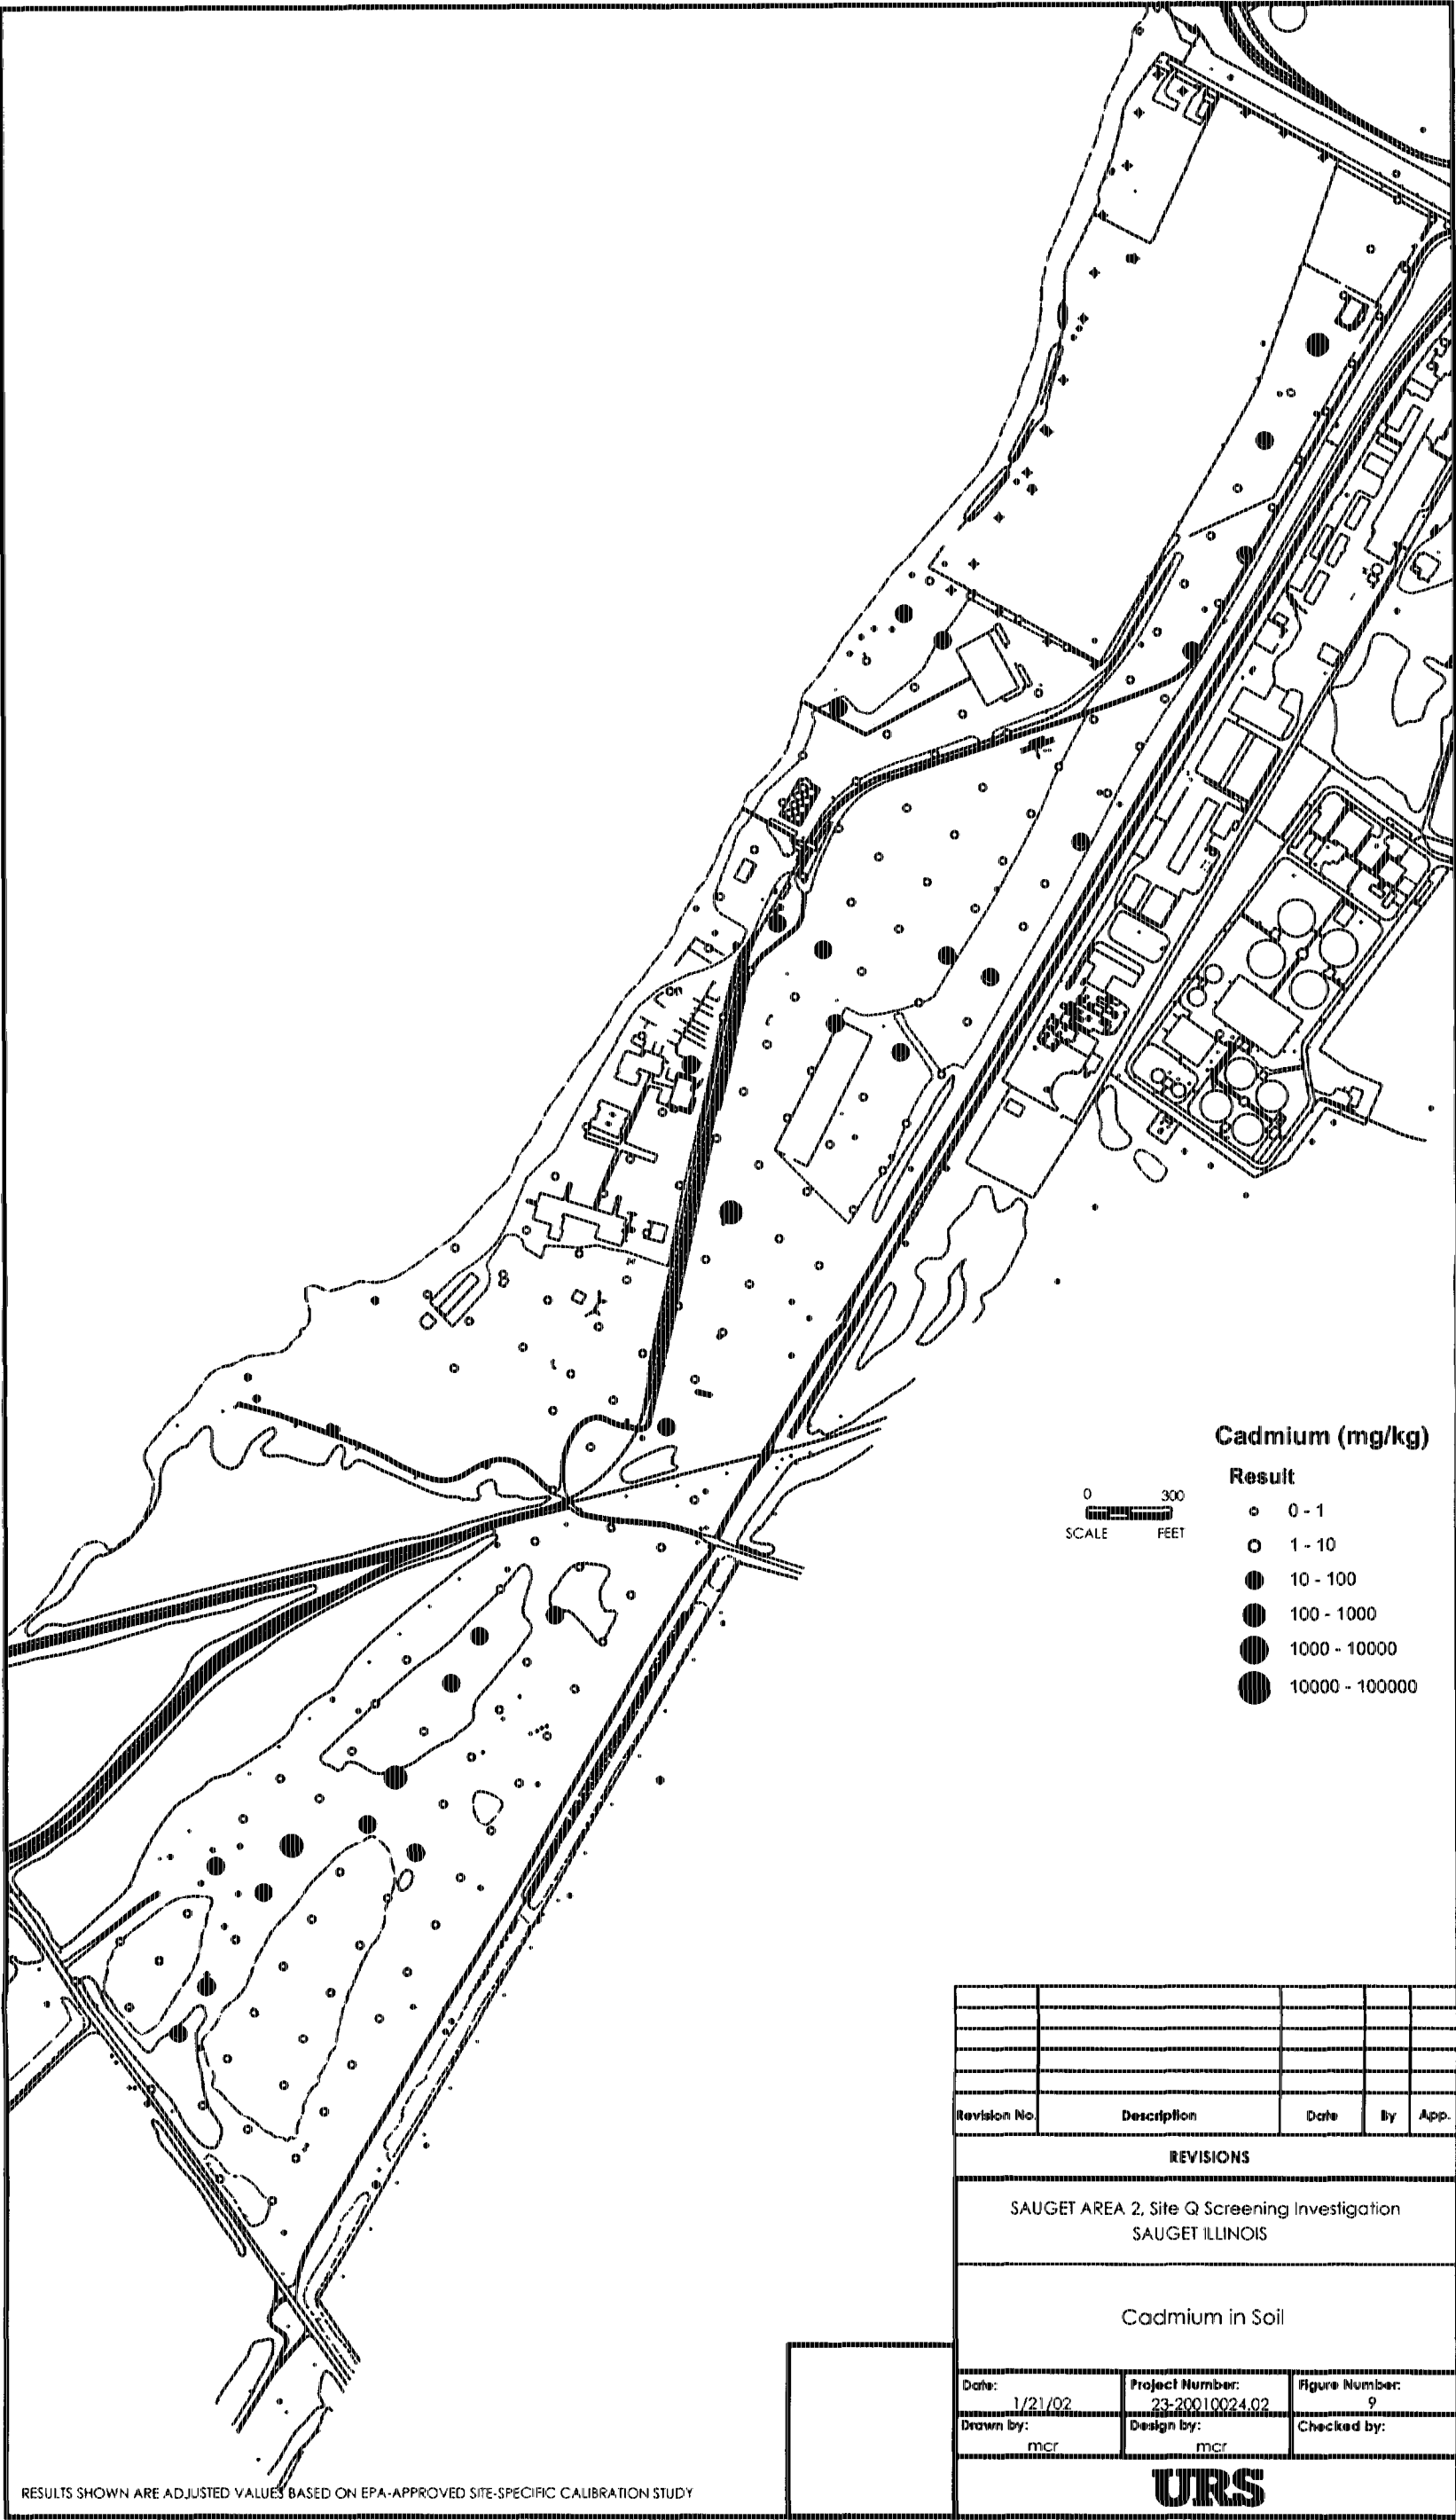 Cadmium (mg/kg)
Result
0 - 1
1 - 10
10 - 100
100 - 1000
1000 - 10000
10000 - 100000
0 300
SCALE FEET
Revision No. Description Date By App.
REVISIONS
SAUGET AREA 2, Site Q Screening Investigation
SAUGET ILLINOIS
Cadmium in Soil
Date: Project Number: Figure Number:
1/21/02 23-20010024.02 9
Drawn by: Design by: Checked by:
mcr mcr
URS
RESULTS SHOWN ARE ADJUSTED VALUES BASED ON EPA-APPROVED SITE-SPECIFIC CALIBRATION STUDY